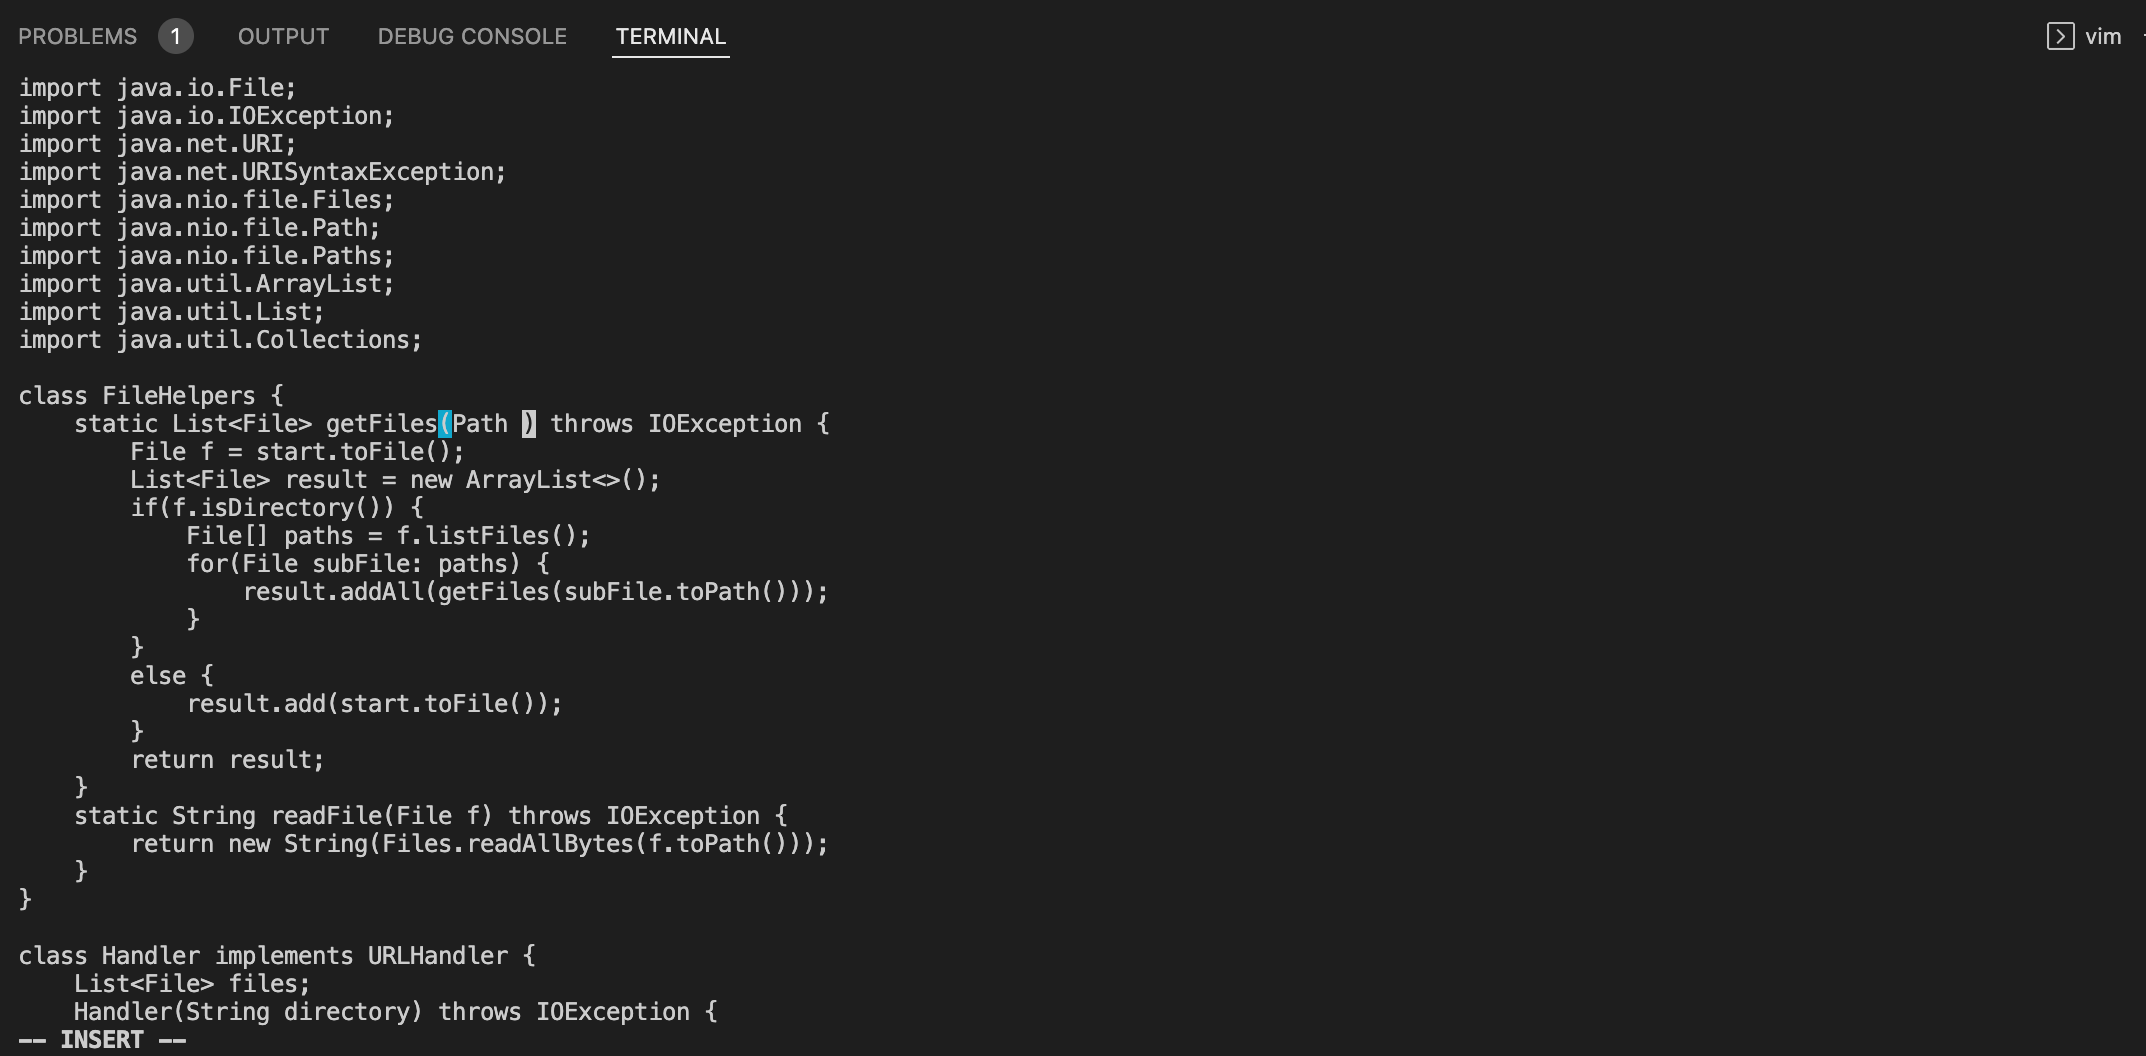 PROBLEMS 1 OUTPUT DEBUG CONSOLE TERMINAL vim
import java.io.File;
import java.io.IOException;
import java.net.URI;
import java.net.URISyntaxException;
import java.nio.file.Files;
import java.nio.file.Path;
import java.nio.file.Paths;
import java.util.ArrayList;
import java.util.List;
import java.util.Collections;

class FileHelpers {
    static List<File> getFiles(Path ) throws IOException {
        File f = start.toFile();
        List<File> result = new ArrayList<>();
        if(f.isDirectory()) {
            File[] paths = f.listFiles();
            for(File subFile: paths) {
                result.addAll(getFiles(subFile.toPath()));
            }
        }
        else {
            result.add(start.toFile());
        }
        return result;
    }
    static String readFile(File f) throws IOException {
        return new String(Files.readAllBytes(f.toPath()));
    }
}

class Handler implements URLHandler {
    List<File> files;
    Handler(String directory) throws IOException {
-- INSERT --